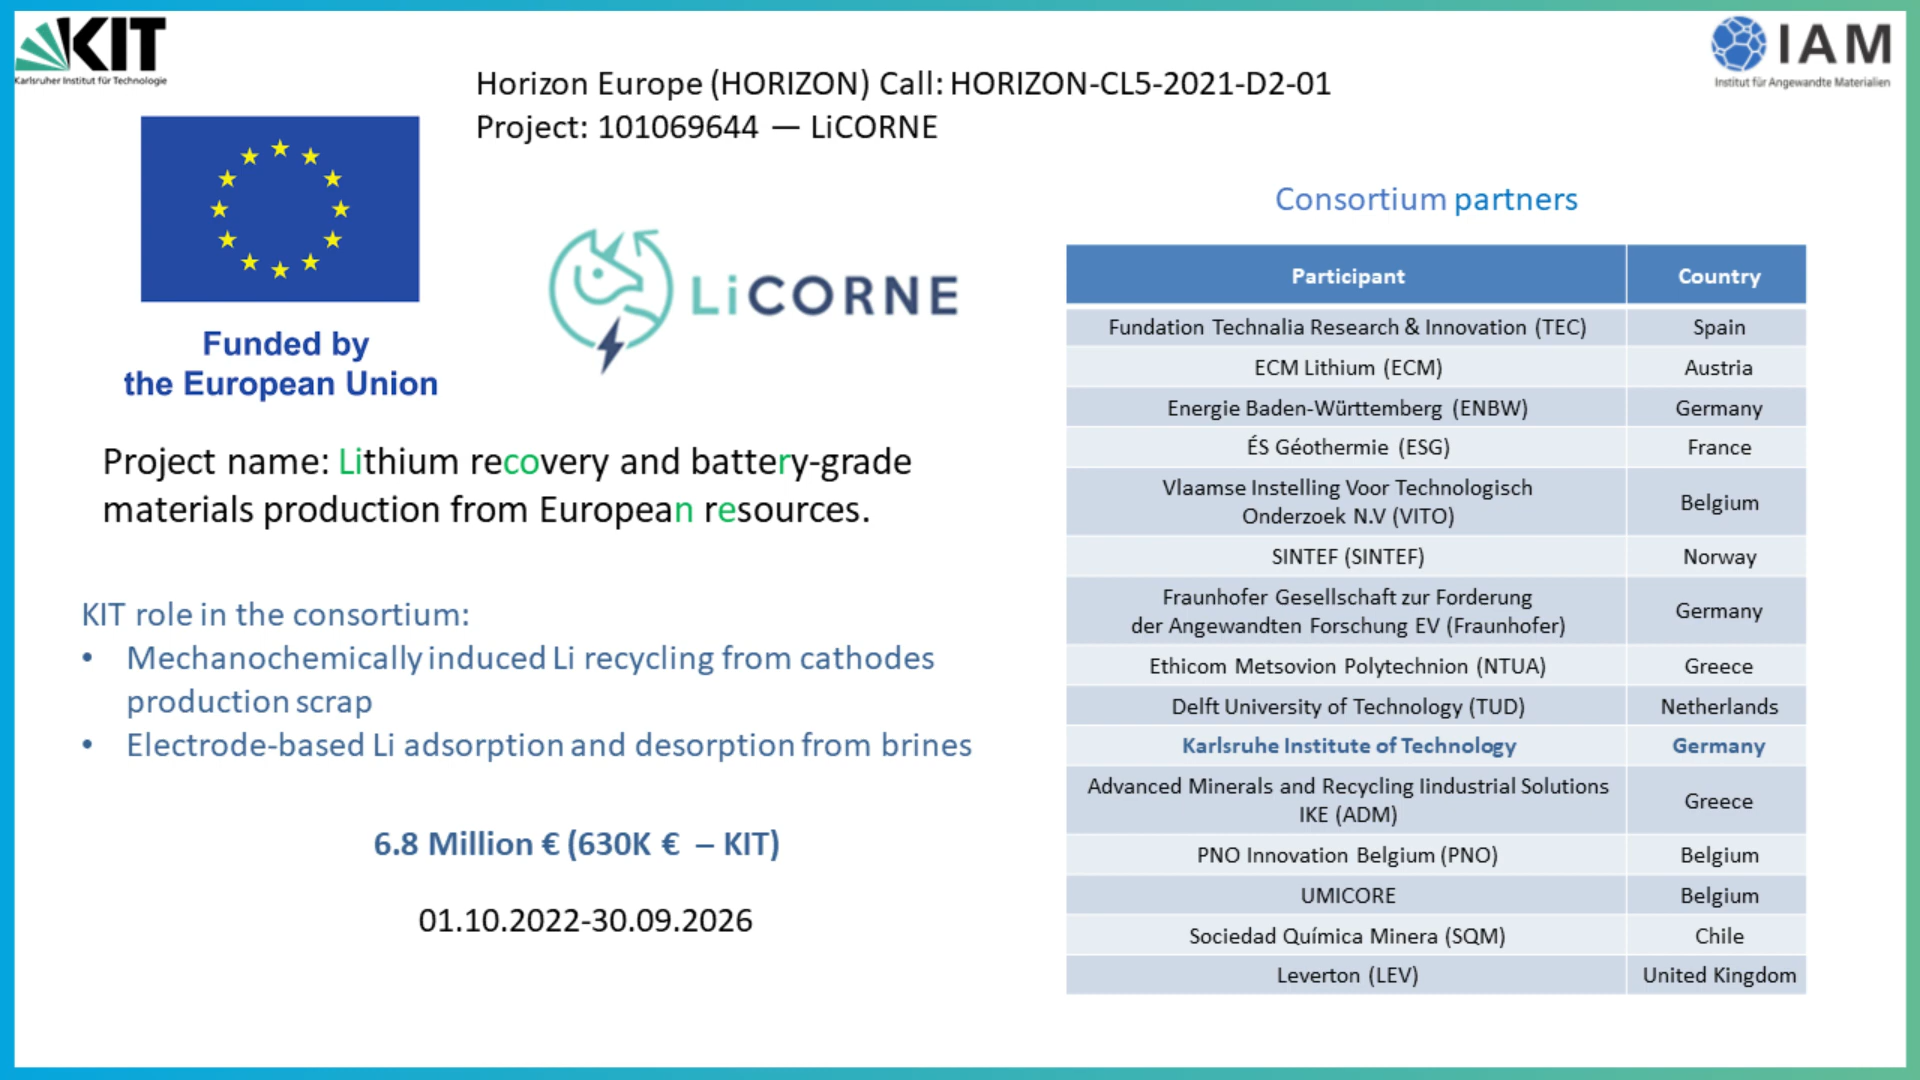 KIT
Karlsruher Institut für Technologie
IAM
Institut für Angewandte Materialien
Horizon Europe (HORIZON) Call: HORIZON-CL5-2021-D2-01
Project: 101069644 — LiCORNE
Funded by
the European Union
LiCORNE
Project name: Lithium recovery and battery-grade
materials production from European resources.
KIT role in the consortium:
• Mechanochemically induced Li recycling from cathodes
production scrap
• Electrode-based Li adsorption and desorption from brines
6.8 Million € (630K € – KIT)
01.10.2022-30.09.2026
Consortium partners
Participant Country
Fundation Technalia Research & Innovation (TEC) Spain
ECM Lithium (ECM) Austria
Energie Baden-Württemberg (ENBW) Germany
ÉS Géothermie (ESG) France
Vlaamse Instelling Voor Technologisch
Onderzoek N.V (VITO) Belgium
SINTEF (SINTEF) Norway
Fraunhofer Gesellschaft zur Forderung
der Angewandten Forschung EV (Fraunhofer) Germany
Ethicom Metsovion Polytechnion (NTUA) Greece
Delft University of Technology (TUD) Netherlands
Karlsruhe Institute of Technology Germany
Advanced Minerals and Recycling Iindustrial Solutions
IKE (ADM) Greece
PNO Innovation Belgium (PNO) Belgium
UMICORE Belgium
Sociedad Química Minera (SQM) Chile
Leverton (LEV) United Kingdom